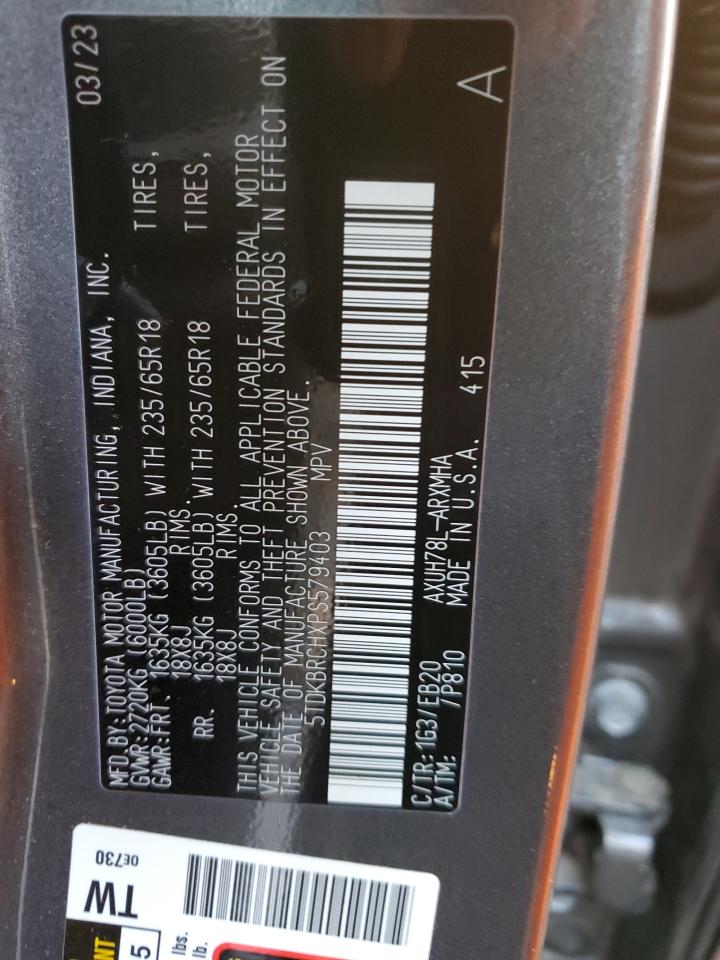 MFD.BY:TOYOTA MOTOR MANUFACTURING, INDIANA, INC. 03/23
GVWR:2720KG (6000LB)
GAWR:FRT. 1635KG (3605LB) WITH 235/65R18 TIRES,
18X8J RIMS,
RR. 1635KG (3605LB) WITH 235/65R18 TIRES,
18X8J RIMS.
THIS VEHICLE CONFORMS TO ALL APPLICABLE FEDERAL MOTOR
VEHICLE SAFETY AND THEFT PREVENTION STANDARDS IN EFFECT ON
THE DATE OF MANUFACTURE SHOWN ABOVE.
5TDKBRCHXPS579403 MPV
C/TR:1G3/EB20 AXUH78L-ARXMHA
A/TM: /P810 MADE IN U.S.A. 415 A
TW 0E730
NT 5
lbs.
lb.